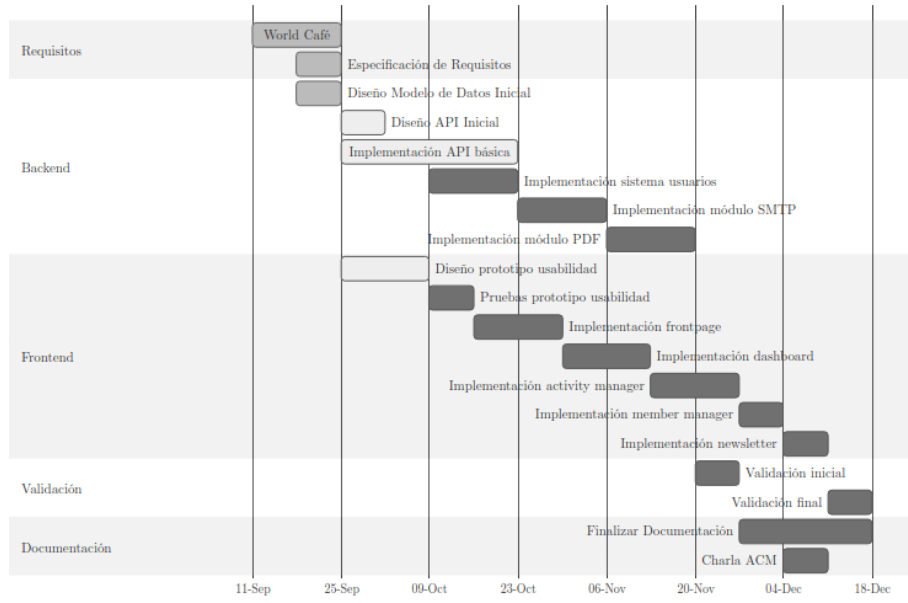 World Café
Requisitos
Especificación de Requisitos
Diseño Modelo de Datos Inicial
Diseño API Inicial
Implementación API básica
Backend
Implementación sistema usuarios
Implementación módulo SMTP
Implementación módulo PDF
Diseño prototipo usabilidad
Pruebas prototipo usabilidad
Implementación frontpage
Frontend
Implementación dashboard
Implementación activity manager
Implementación member manager
Implementación newsletter
Validación inicial
Validación
Validación final
Finalizar Documentación
Documentación
Charla ACM
11-Sep 25-Sep 09-Oct 23-Oct 06-Nov 20-Nov 04-Dec 18-Dec